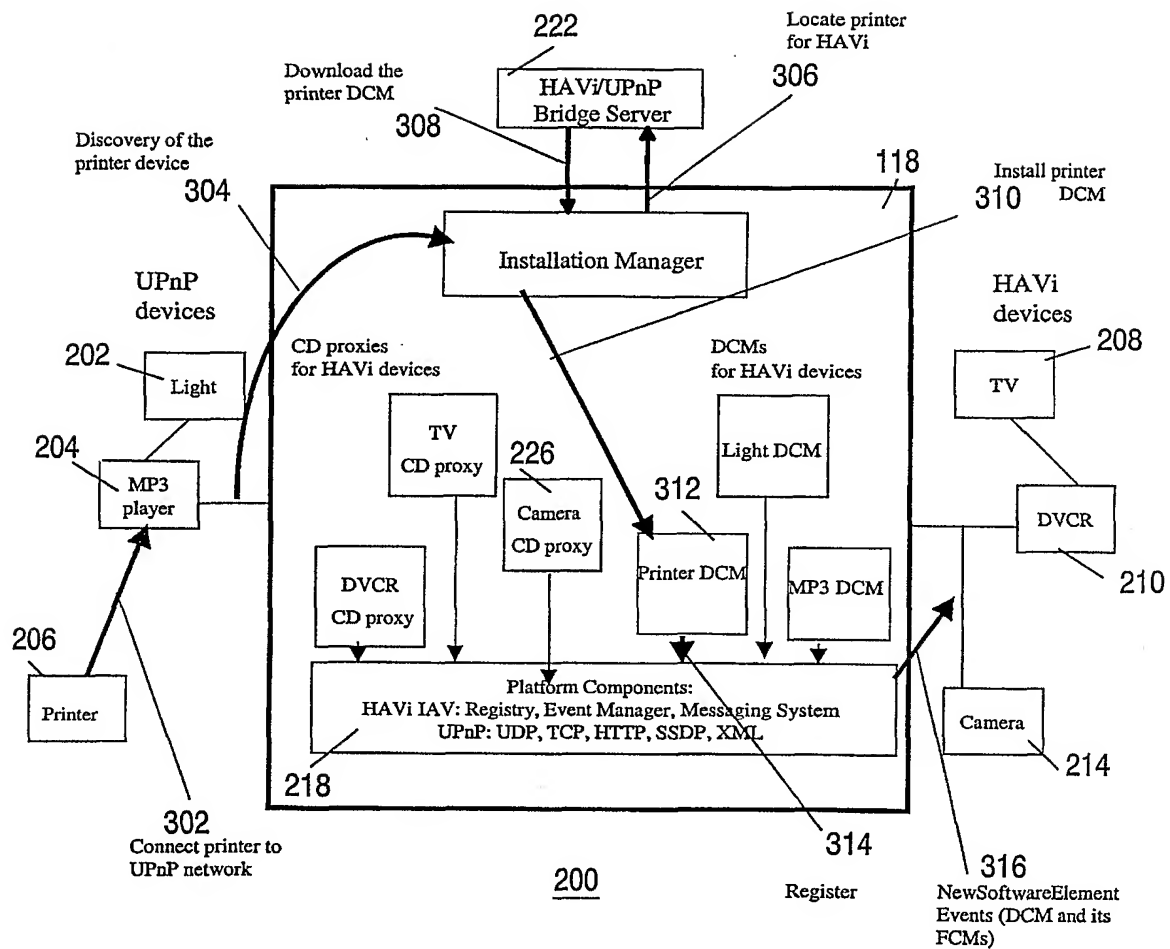 222
Locate printer
for HAVi
306
Download the
printer DCM
308
HAVi/UPnP
Bridge Server
Discovery of the
printer device
304
118
Install printer
310 DCM
Installation Manager
UPnP
devices
HAVi
devices
202
Light
CD proxies
for HAVi devices
DCMs
for HAVi devices
208
TV
204
MP3
player
TV
CD proxy
226
Camera
CD proxy
Light DCM
312
Printer DCM
DVCR
210
DVCR
CD proxy
MP3 DCM
206
Printer
Platform Components:
HAVi IAV: Registry, Event Manager, Messaging System
UPnP: UDP, TCP, HTTP, SSDP, XML
218
Camera
214
302
Connect printer to
UPnP network
314
Register
316
NewSoftwareElement
Events (DCM and its
FCMs)
200